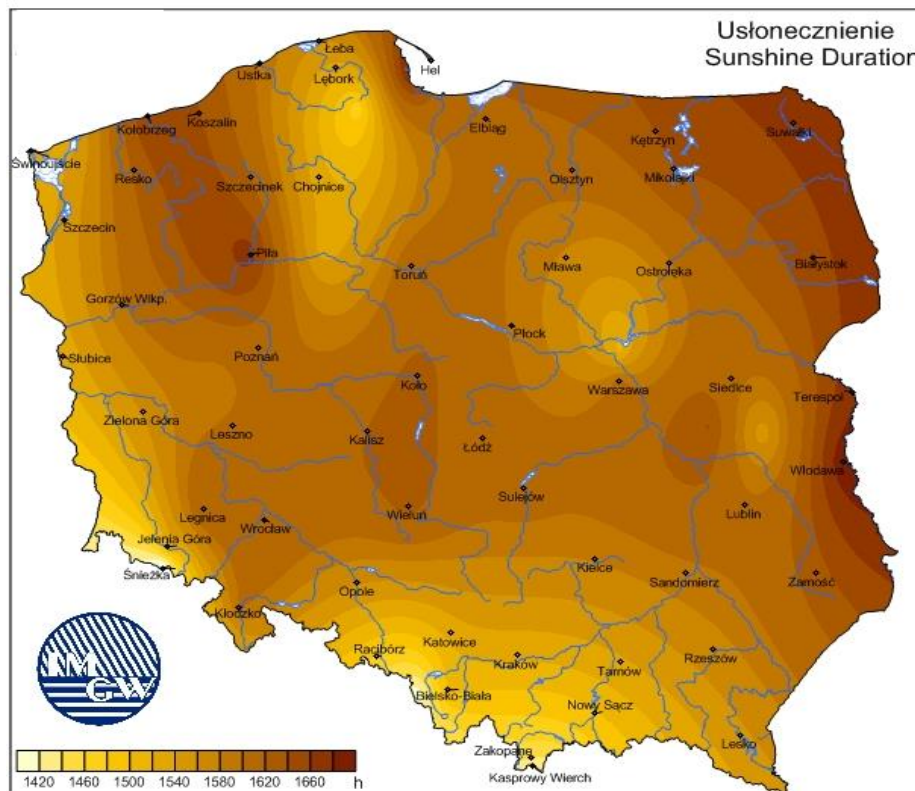 Usłonecznienie
Sunshine Duration
Łeba
Ustka
Lębork
Hel
Kołobrzeg
Koszalin
Elbląg
Kętrzyn
Suwałki
Świnoujście
Resko
Szczecinek
Chojnice
Olsztyn
Mikołajki
Szczecin
Piła
Toruń
Mława
Ostrołęka
Białystok
Gorzów Wlkp.
Płock
Słubice
Poznań
Koło
Warszawa
Siedlce
Terespol
Zielona Góra
Leszno
Kalisz
Łódź
Włodawa
Sulejów
Legnica
Wrocław
Wieluń
Lublin
Jelenia Góra
Śnieżka
Kielce
Sandomierz
Zamość
Opole
Kłodzko
Katowice
Racibórz
Kraków
Tarnów
Rzeszów
Bielsko-Biała
Nowy Sącz
Lesko
Zakopane
Kasprowy Wierch
IM
GW
1420 1460 1500 1540 1580 1620 1660 h